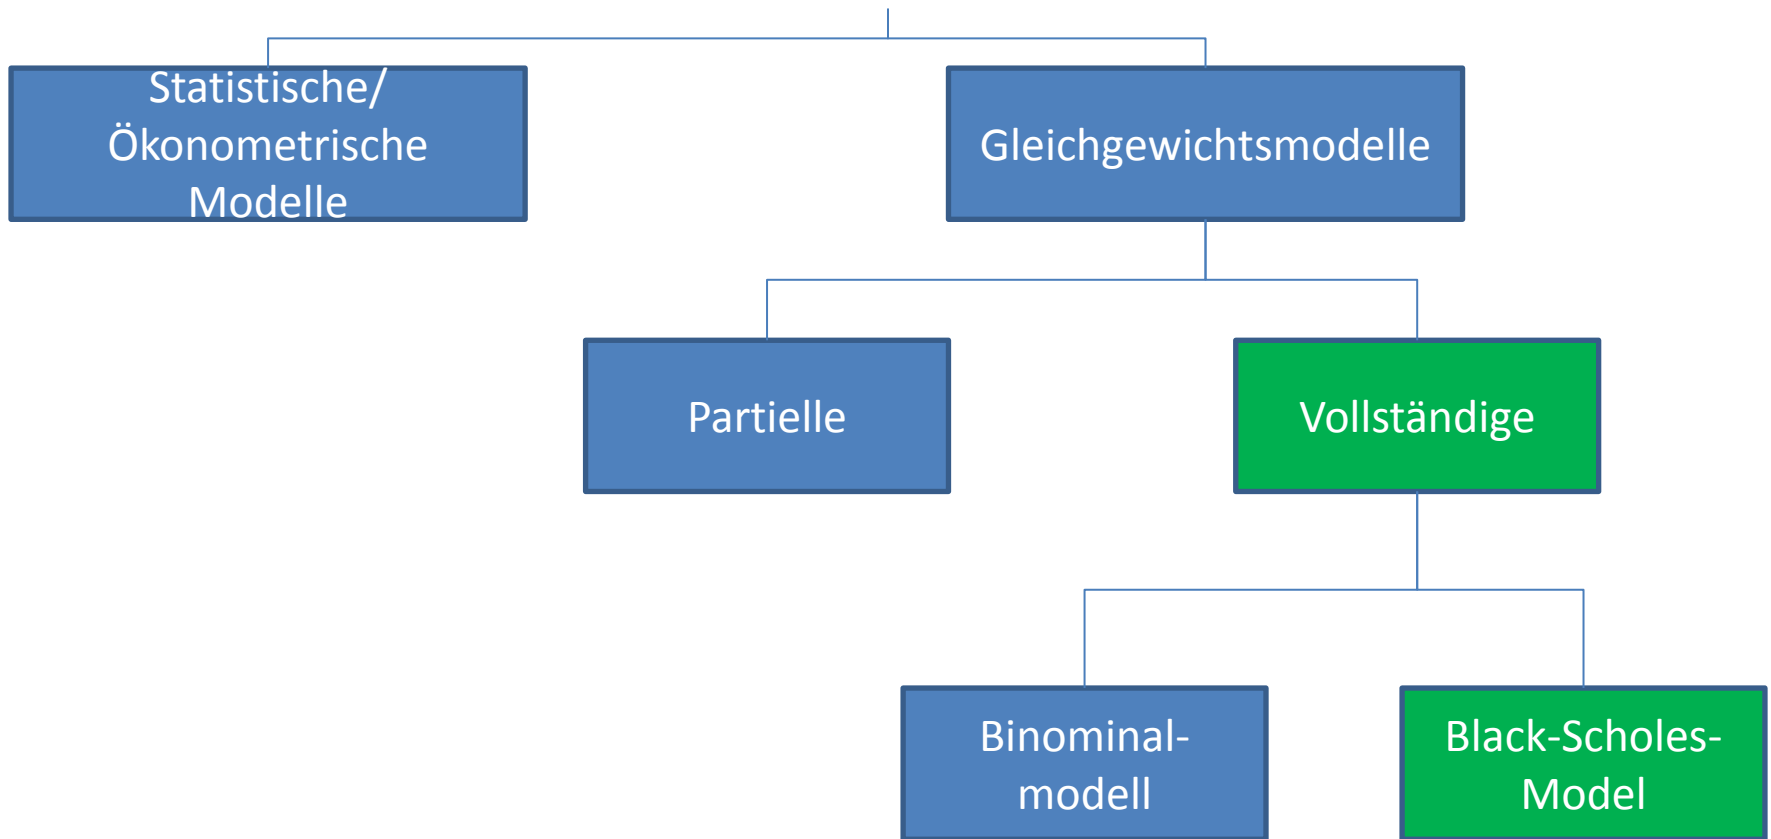 Statistische/
Ökonometrische
Modelle
Gleichgewichtsmodelle
Partielle
Vollständige
Binominal-
modell
Black-Scholes-
Model